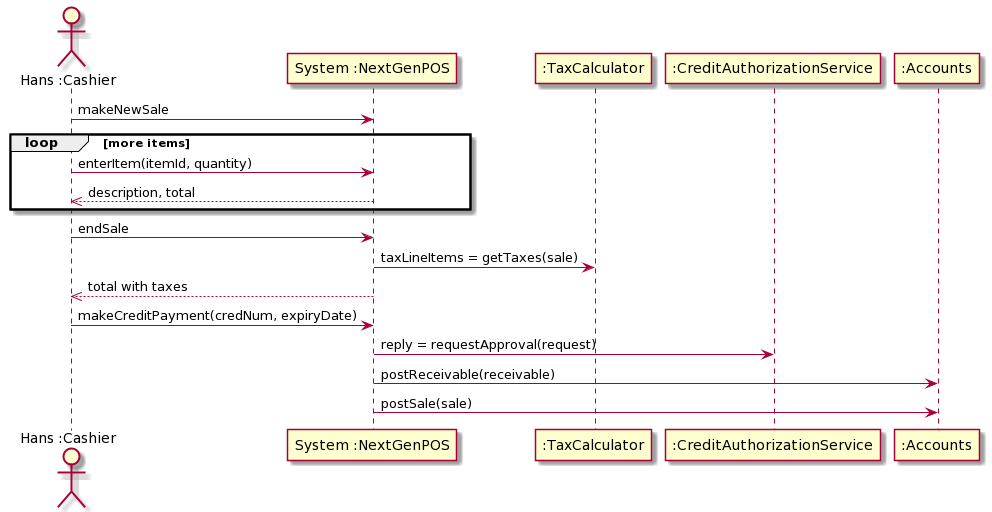 Hans :Cashier
System :NextGenPOS
:TaxCalculator
:CreditAuthorizationService
:Accounts
makeNewSale
loop [more items]
enterItem(itemId, quantity)
description, total
endSale
taxLineItems = getTaxes(sale)
total with taxes
makeCreditPayment(credNum, expiryDate)
reply = requestApproval(request)
postReceivable(receivable)
postSale(sale)
Hans :Cashier
System :NextGenPOS
:TaxCalculator
:CreditAuthorizationService
:Accounts